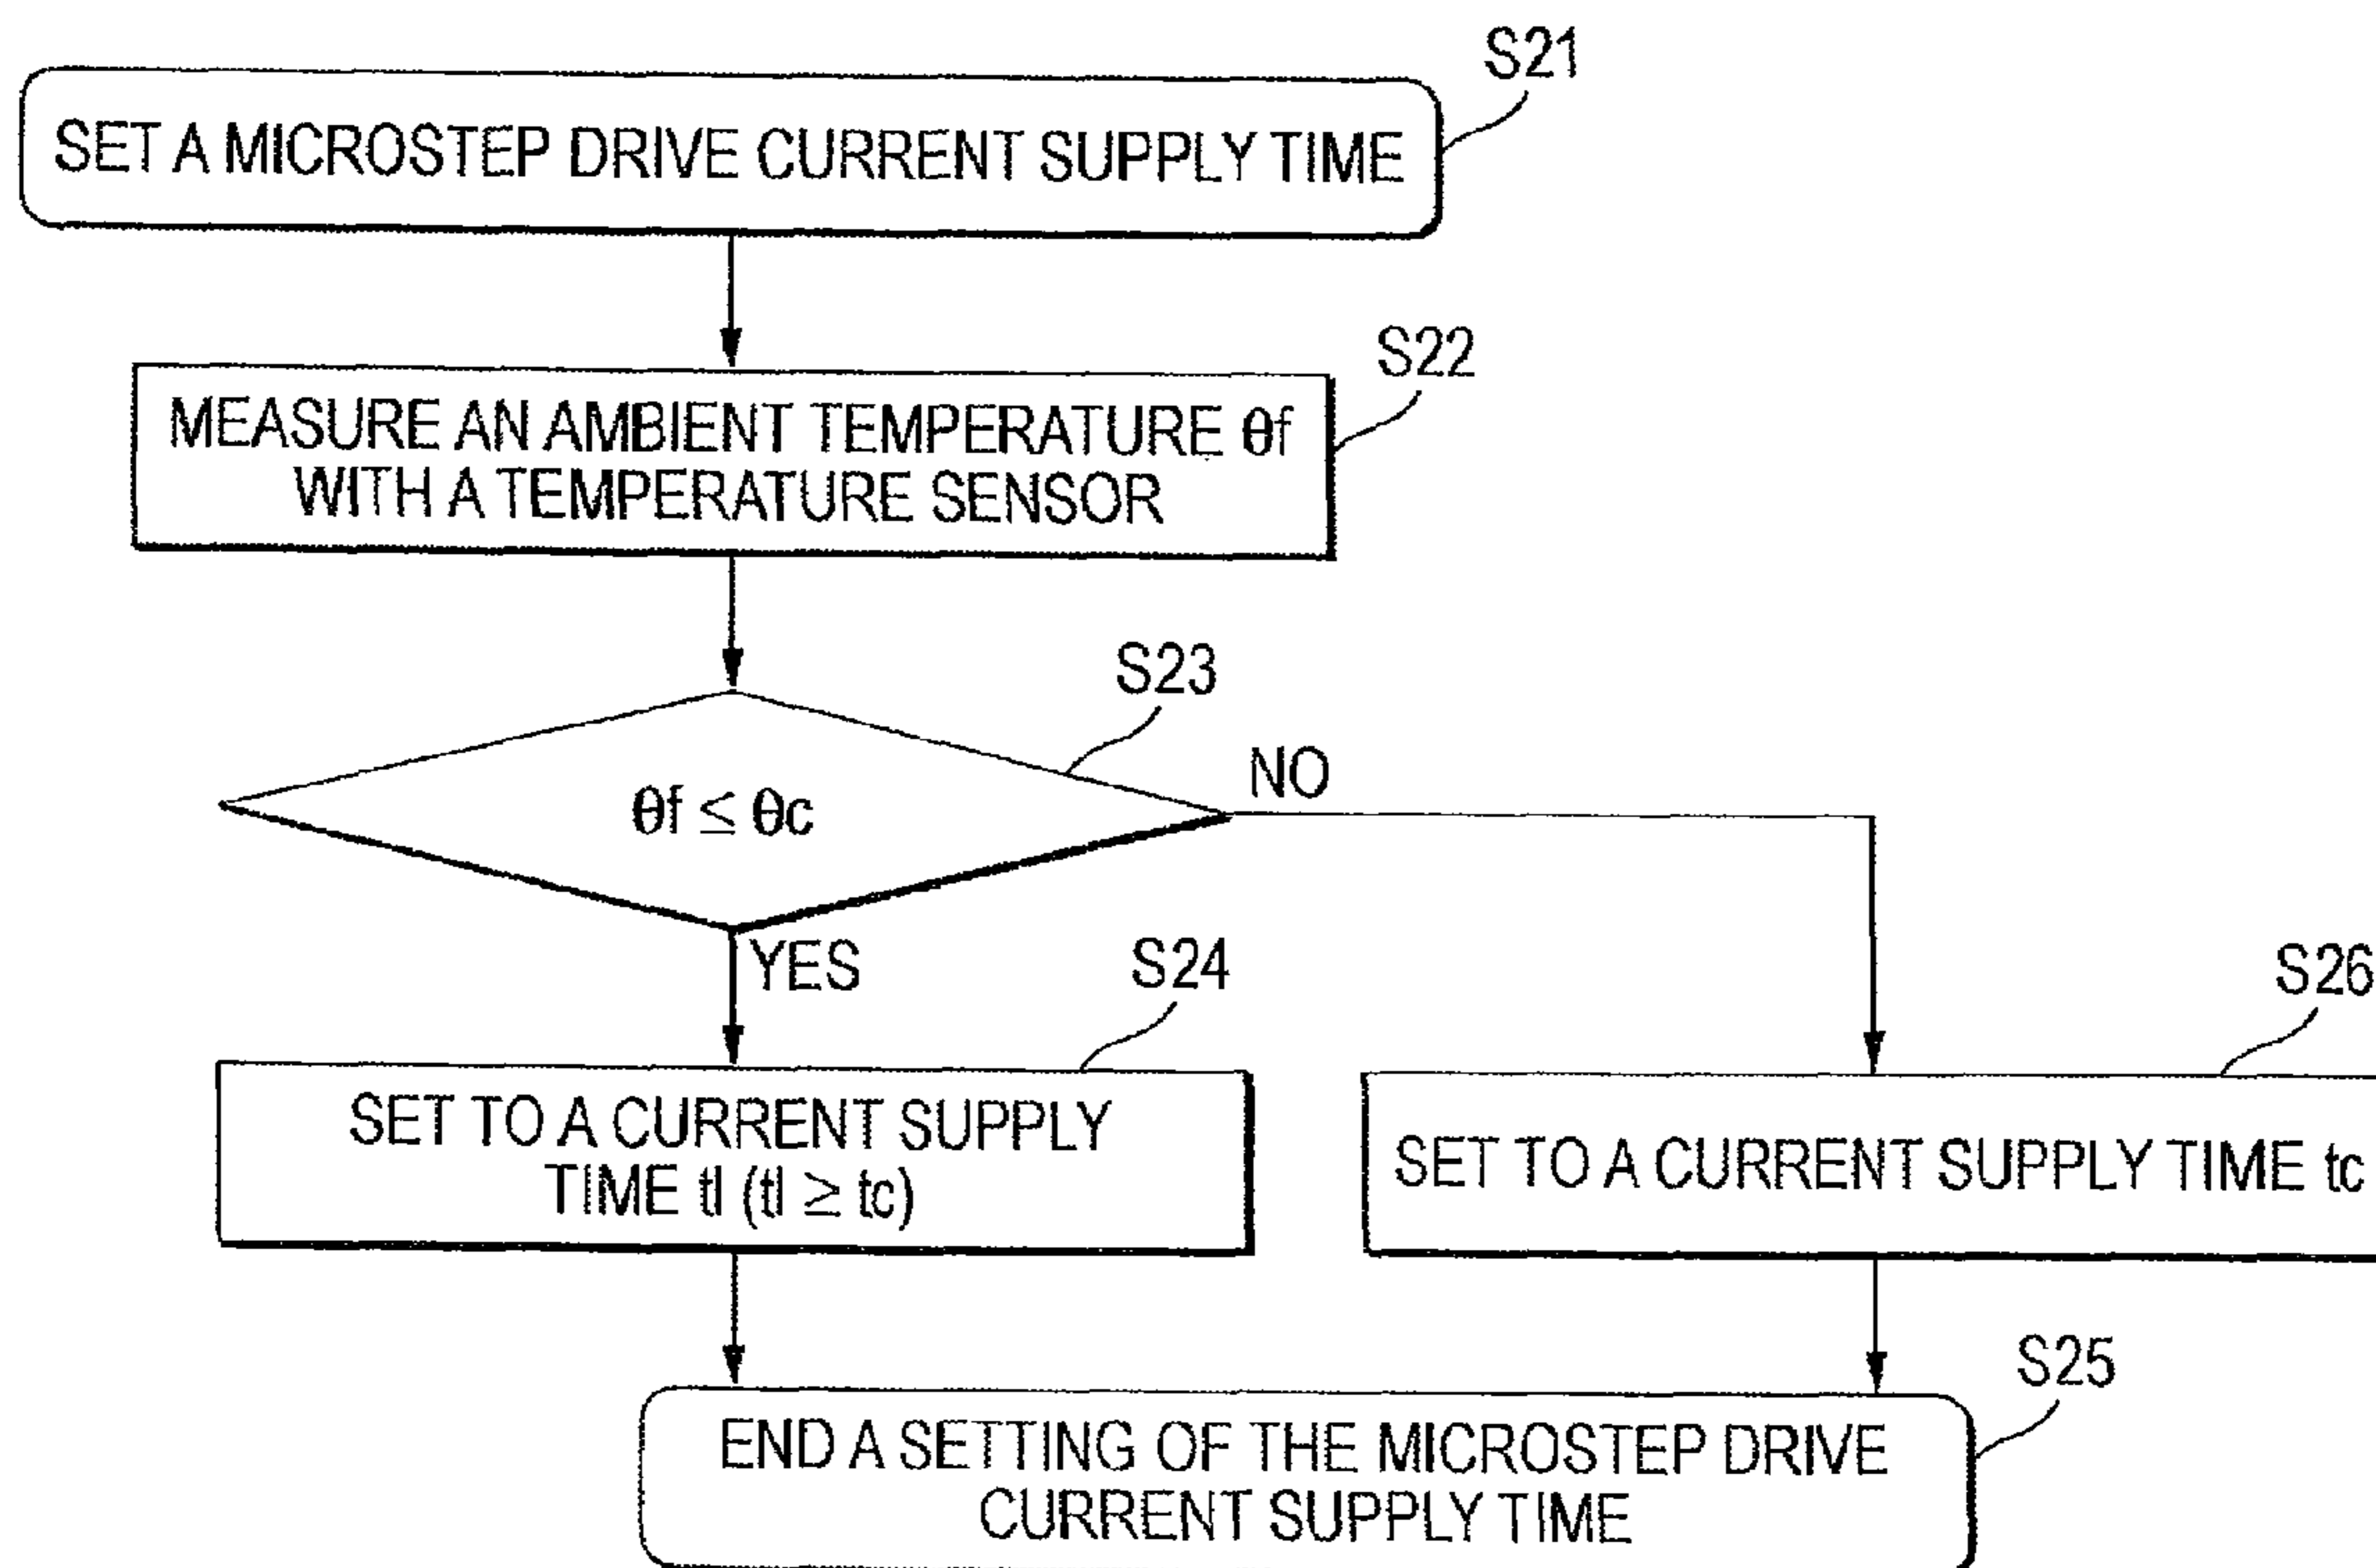 S21
SET A MICROSTEP DRIVE CURRENT SUPPLY TIME
S22
MEASURE AN AMBIENT TEMPERATURE θf
WITH A TEMPERATURE SENSOR
S23
θf ≤ θc
NO
YES
S24
SET TO A CURRENT SUPPLY
TIME tl (tl ≥ tc)
S26
SET TO A CURRENT SUPPLY TIME tc
S25
END A SETTING OF THE MICROSTEP DRIVE
CURRENT SUPPLY TIME